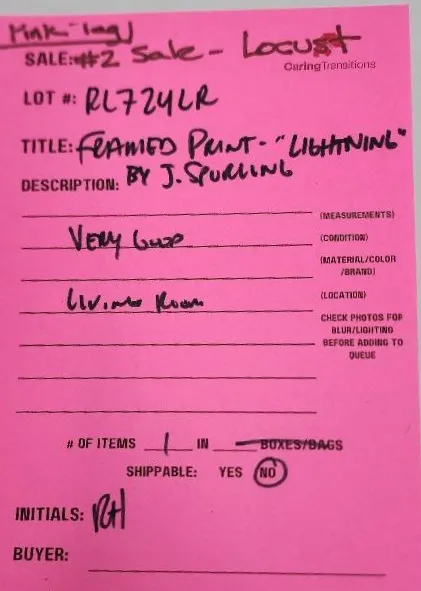 Pink tag
SALE: #2 Sale - Locust
CaringTransitions
LOT #: RL724LR
TITLE: FRAMED PRINT - "LIGHTNING"
DESCRIPTION: BY J. SPURLING
(MEASUREMENTS)
VERY GOOD (CONDITION)
(MATERIAL/COLOR
/BRAND)
LIVING ROOM (LOCATION)
CHECK PHOTOS FOR
BLUR/LIGHTING
BEFORE ADDING TO
QUEUE
# OF ITEMS 1 IN BOXES/BAGS
SHIPPABLE: YES NO
INITIALS: RH
BUYER: